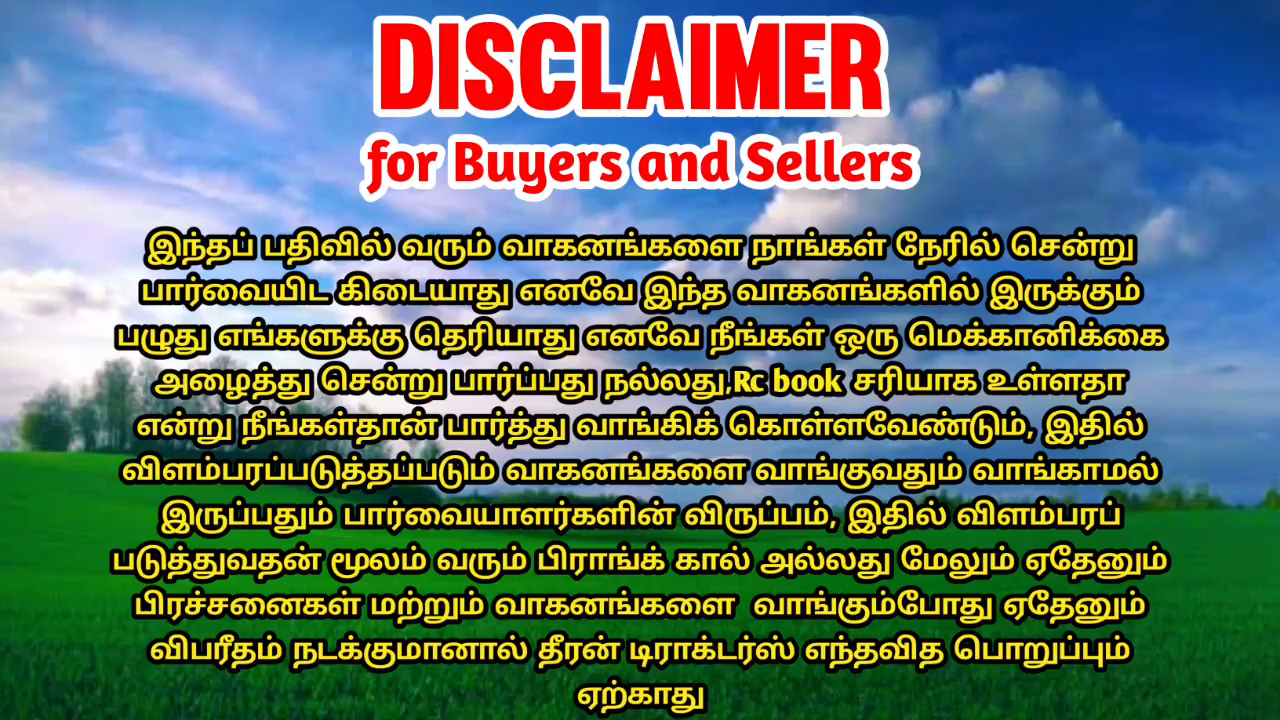 DISCLAIMER
for Buyers and Sellers
இந்தப் பதிவில் வரும் வாகனங்களை நாங்கள் நேரில் சென்று
பார்வையிட கிடையாது எனவே இந்த வாகனங்களில் இருக்கும்
பழுது எங்களுக்கு தெரியாது எனவே நீங்கள் ஒரு மெக்கானிக்கை
அழைத்து சென்று பார்ப்பது நல்லது,Rc book சரியாக உள்ளதா
என்று நீங்கள்தான் பார்த்து வாங்கிக் கொள்ளவேண்டும், இதில்
விளம்பரப்படுத்தப்படும் வாகனங்களை வாங்குவதும் வாங்காமல்
இருப்பதும் பார்வையாளர்களின் விருப்பம், இதில் விளம்பரப்
படுத்துவதன் மூலம் வரும் பிராங்க் கால் அல்லது மேலும் ஏதேனும்
பிரச்சனைகள் மற்றும் வாகனங்களை வாங்கும்போது ஏதேனும்
விபரீதம் நடக்குமானால் தீரன் டிராக்டர்ஸ் எந்தவித பொறுப்பும்
ஏற்காது